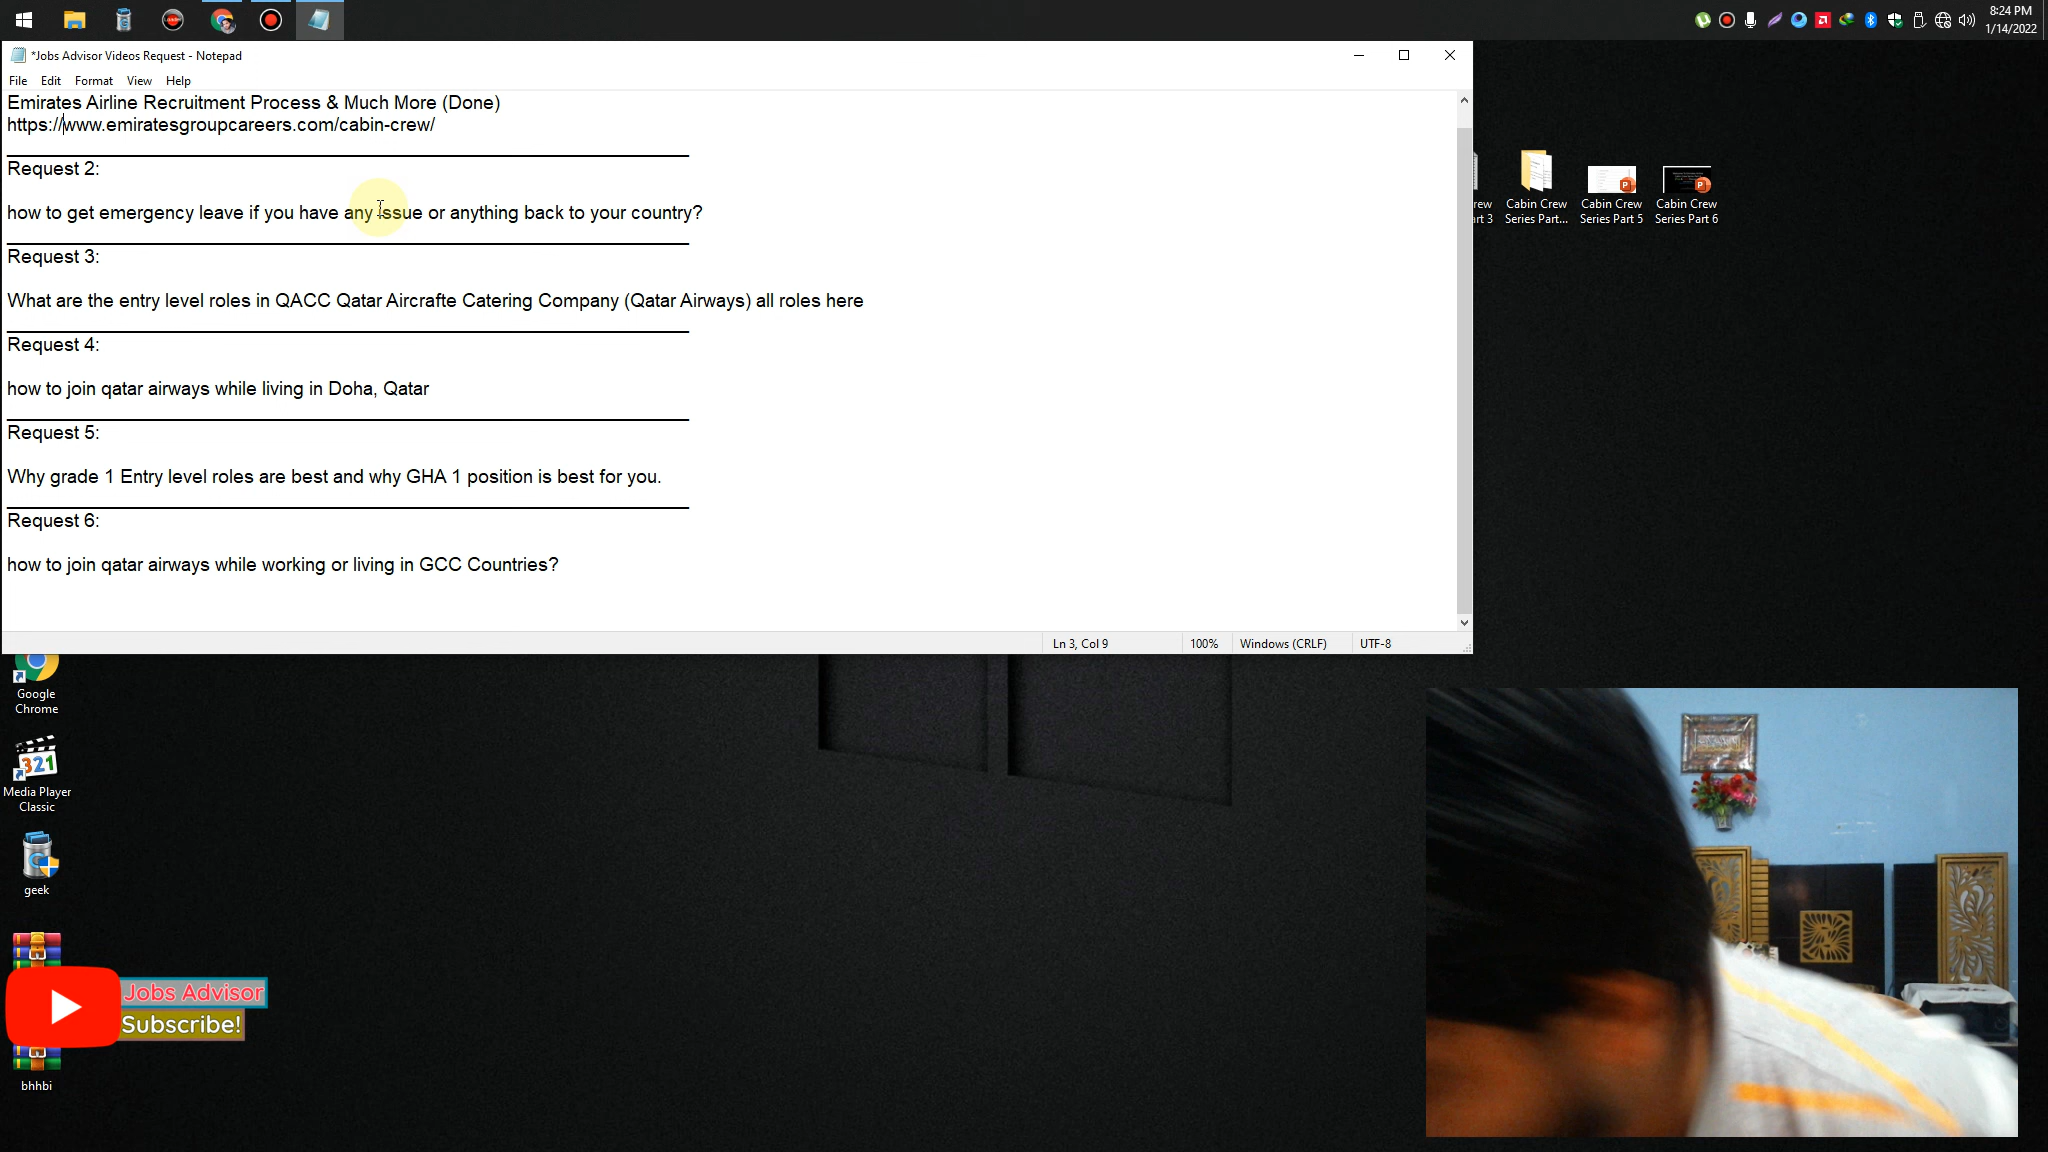 8:24 PM
1/14/2022
*Jobs Advisor Videos Request - Notepad
File Edit Format View Help
Emirates Airline Recruitment Process & Much More (Done)
https://www.emiratesgroupcareers.com/cabin-crew/
Request 2:
how to get emergency leave if you have any issue or anything back to your country?
Request 3:
What are the entry level roles in QACC Qatar Aircrafte Catering Company (Qatar Airways) all roles here
Request 4:
how to join qatar airways while living in Doha, Qatar
Request 5:
Why grade 1 Entry level roles are best and why GHA 1 position is best for you.
Request 6:
how to join qatar airways while working or living in GCC Countries?
Ln 3, Col 9 100% Windows (CRLF) UTF-8
rew
art 3
Cabin Crew
Series Part...
Cabin Crew
Series Part 5
Cabin Crew
Series Part 6
Google
Chrome
321
Media Player
Classic
geek
Jobs Advisor
Subscribe!
bhhbi